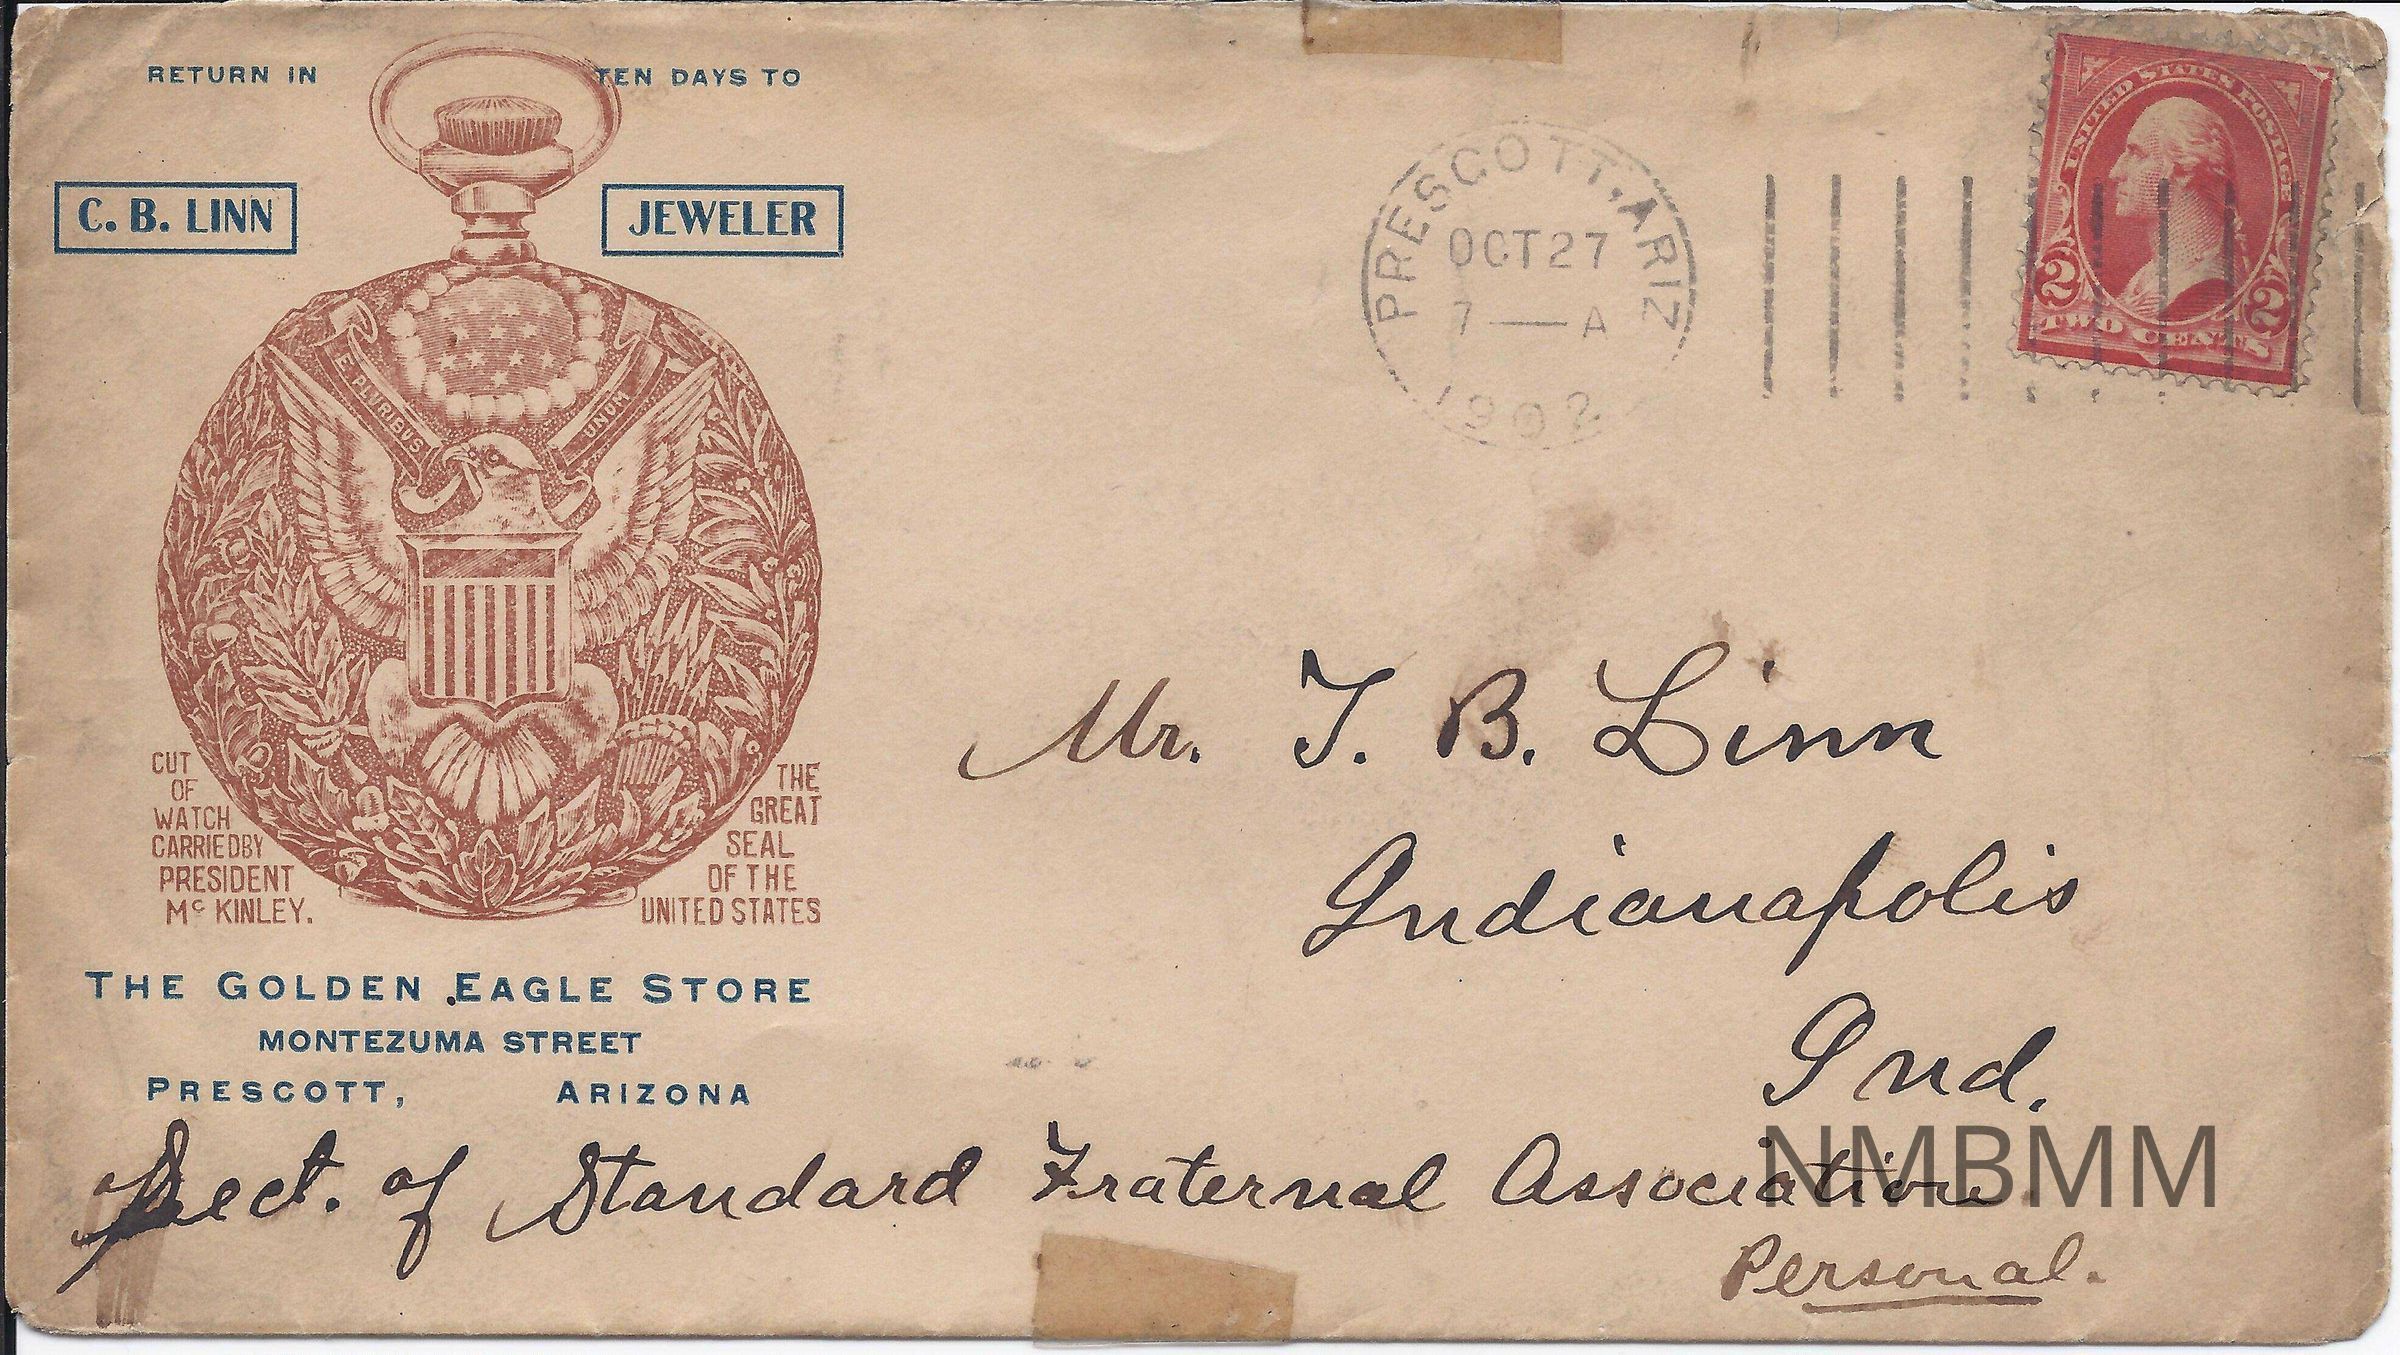 RETURN IN TEN DAYS TO
C. B. LINN JEWELER
E PLURIBUS UNUM
CUT
OF
WATCH
CARRIED BY
PRESIDENT
Mc KINLEY.
THE
GREAT
SEAL
OF THE
UNITED STATES
THE GOLDEN EAGLE STORE
MONTEZUMA STREET
PRESCOTT, ARIZONA
PRESCOTT, ARIZ
OCT 27
7 — A
1902
UNITED STATES POSTAGE
2 2
TWO CENTS
Mr. T. B. Linn
Indianapolis
Ind.
Sect. of Standard Fraternal Association
Personal.
NMBMM